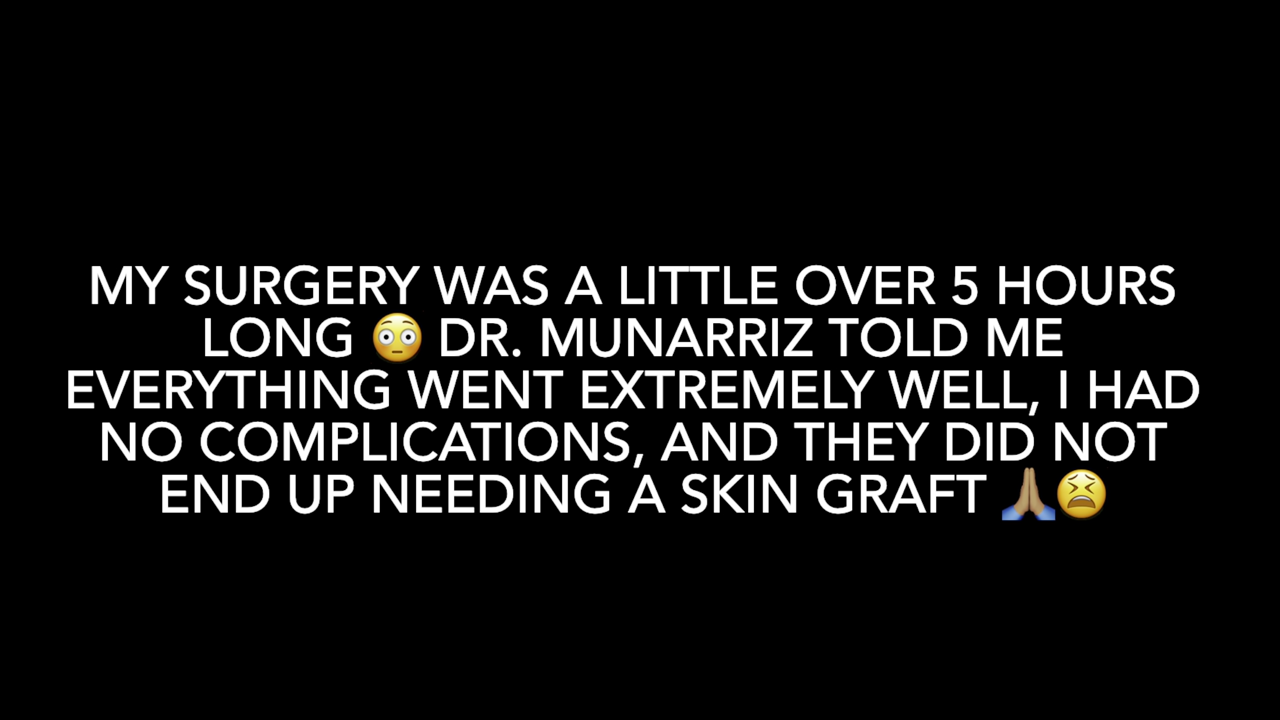 MY SURGERY WAS A LITTLE OVER 5 HOURS
LONG 😳 DR. MUNARRIZ TOLD ME
EVERYTHING WENT EXTREMELY WELL, I HAD
NO COMPLICATIONS, AND THEY DID NOT
END UP NEEDING A SKIN GRAFT 🙏🏽😫